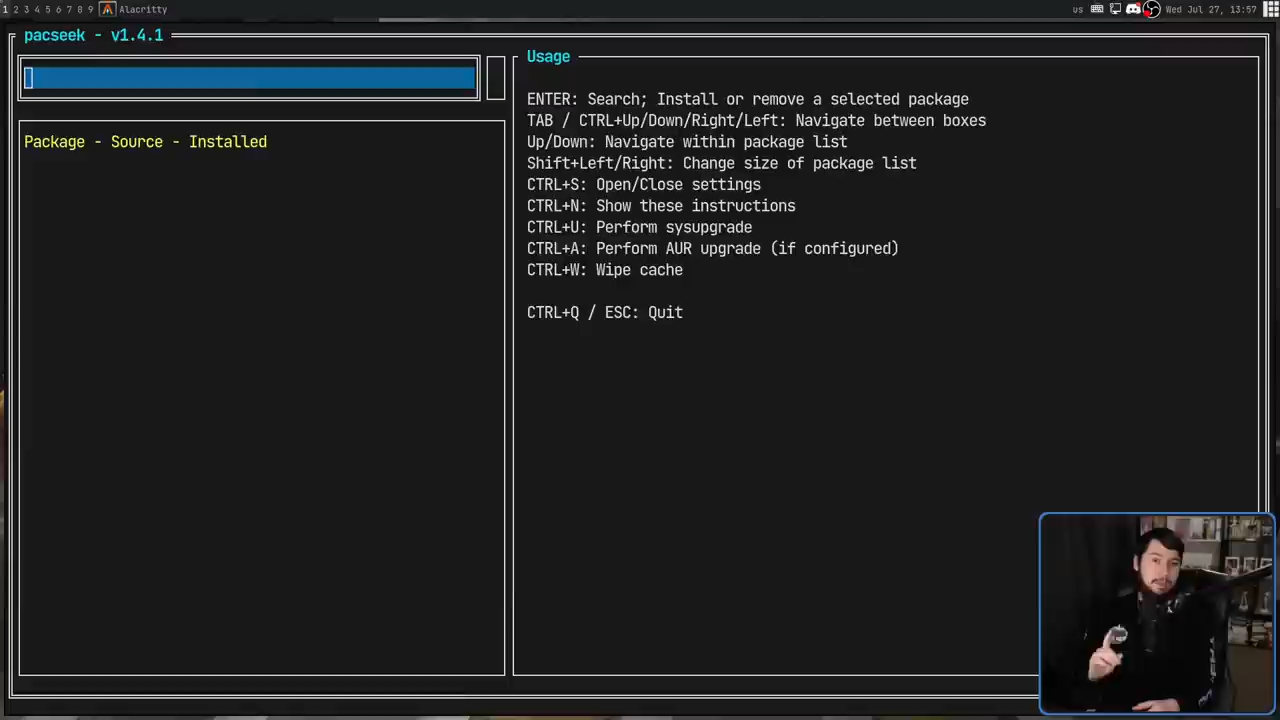 1 2 3 4 5 6 7 8 9 Alacritty
us Wed Jul 27, 13:57
pacseek - v1.4.1
Package - Source - Installed
Usage
ENTER: Search; Install or remove a selected package
TAB / CTRL+Up/Down/Right/Left: Navigate between boxes
Up/Down: Navigate within package list
Shift+Left/Right: Change size of package list
CTRL+S: Open/Close settings
CTRL+N: Show these instructions
CTRL+U: Perform sysupgrade
CTRL+A: Perform AUR upgrade (if configured)
CTRL+W: Wipe cache
CTRL+Q / ESC: Quit